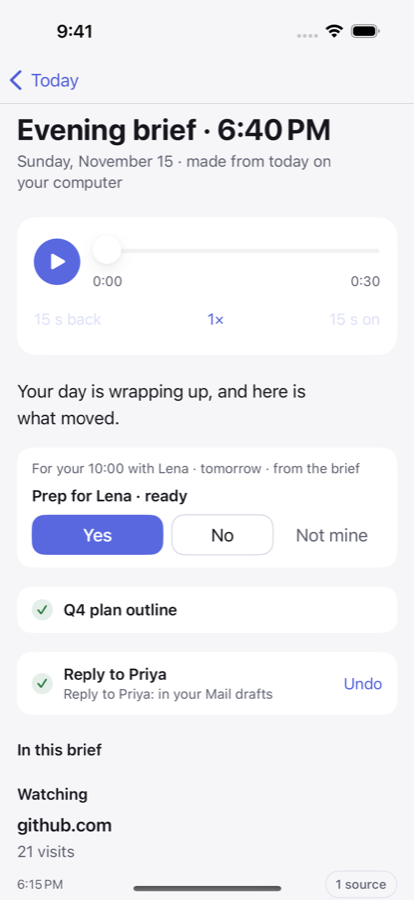 9:41
Today
Evening brief · 6:40 PM
Sunday, November 15 · made from today on
your computer
0:00
0:30
15 s back
1×
15 s on
Your day is wrapping up, and here is
what moved.
For your 10:00 with Lena · tomorrow · from the brief
Prep for Lena · ready
Yes
No
Not mine
Q4 plan outline
Reply to Priya
Reply to Priya: in your Mail drafts
Undo
In this brief
Watching
github.com
21 visits
6:15 PM
1 source